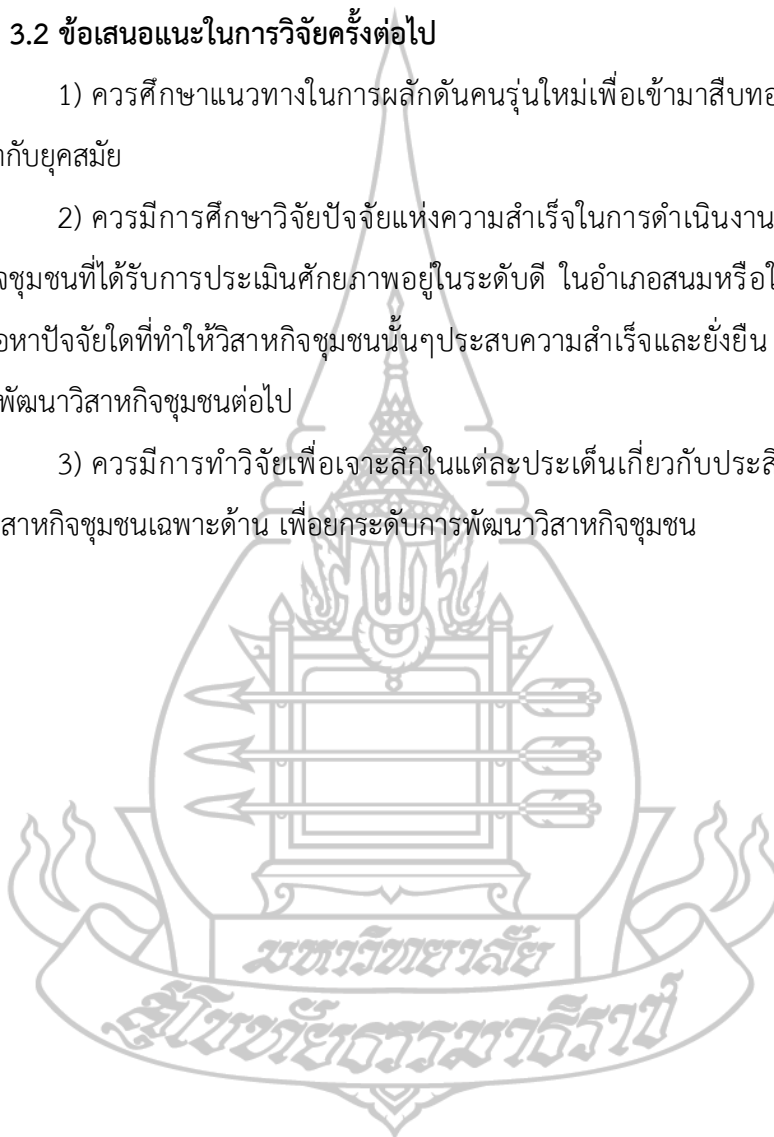 3.2 ข้อเสนอแนะในการวิจัยครั้งต่อไป
1) ควรศึกษาแนวทางในการผลักดันคนรุ่นใหม่เพื่อเข้ามาสืบทอ
กับยุคสมัย
2) ควรมีการศึกษาวิจัยปัจจัยแห่งความสำเร็จในการดำเนินงาน
จชุมชนที่ได้รับการประเมินศักยภาพอยู่ในระดับดี ในอำเภอสนมหรือใ
อหาปัจจัยใดที่ทำให้วิสาหกิจชุมชนนั้นๆประสบความสำเร็จและยั่งยืน
พัฒนาวิสาหกิจชุมชนต่อไป
3) ควรมีการทำวิจัยเพื่อเจาะลึกในแต่ละประเด็นเกี่ยวกับประสิ
สาหกิจชุมชนเฉพาะด้าน เพื่อยกระดับการพัฒนาวิสาหกิจชุมชน
มหาวิทยาลัย
สุโขทัยธรรมาธิราช